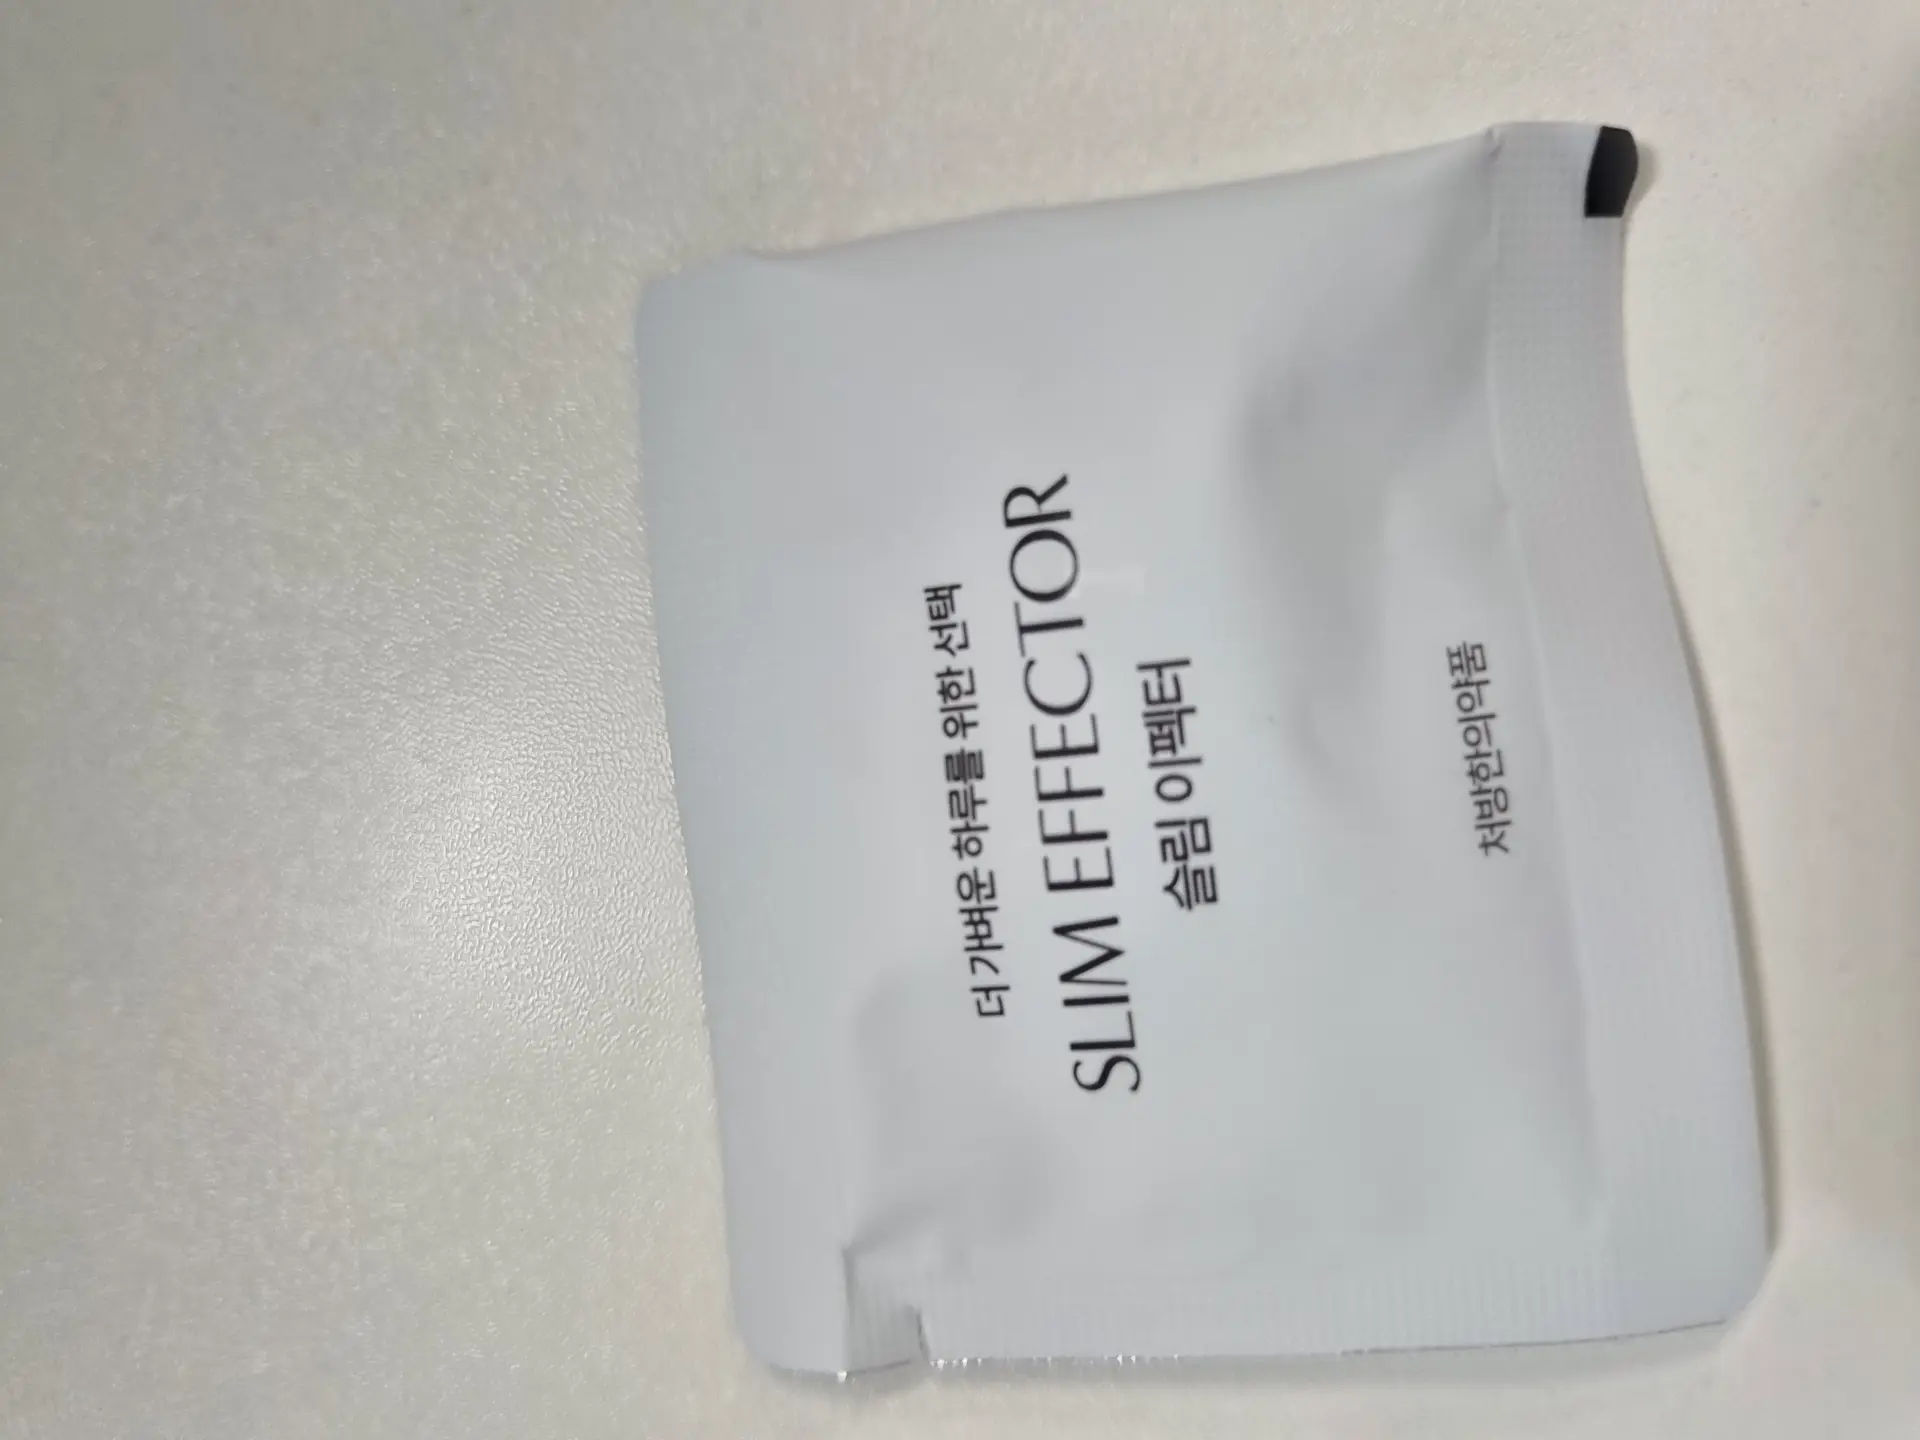 더 가벼운 하루를 위한 선택
SLIM EFFECTOR
슬림 이펙터
처방한의약품